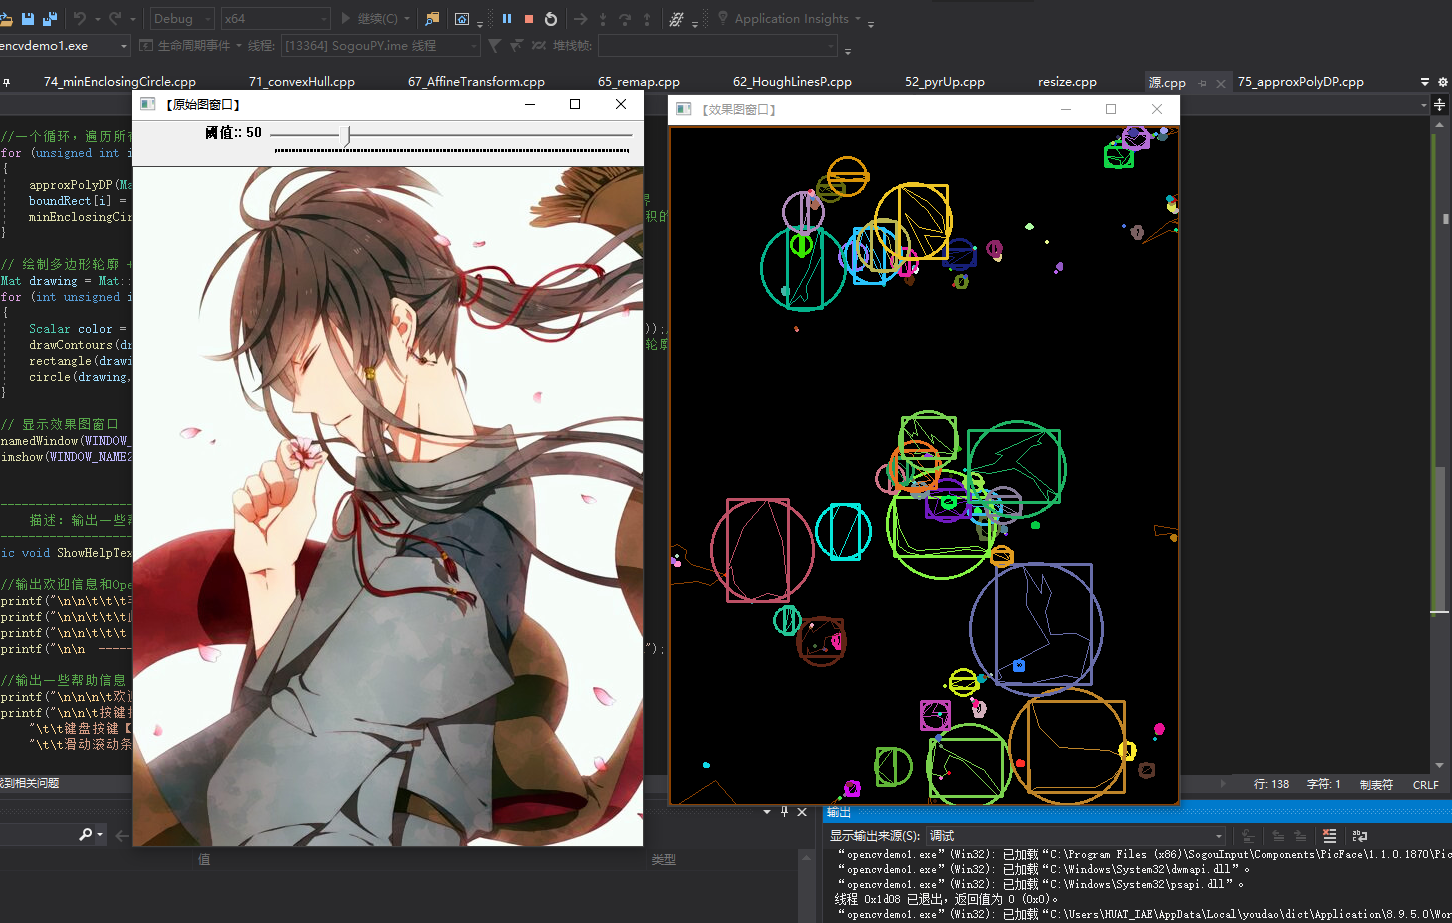 Debug
x64
继续(C)
Application Insights
encvdemo1.exe
生命周期事件
线程:
[13364] SogouPY.ime 线程
堆栈帧:
74_minEnclosingCircle.cpp
71_convexHull.cpp
67_AffineTransform.cpp
65_remap.cpp
62_HoughLinesP.cpp
52_pyrUp.cpp
resize.cpp
源.cpp
75_approxPolyDP.cpp
【原始图窗口】
【效果图窗口】
阈值:: 50
//一个循环，遍历所有
for (unsigned int i
{
approxPolyDP(Ma
boundRect[i] =
界
minEnclosingCir
积的
}
// 绘制多边形轮廓 +
Mat drawing = Mat::
for (int unsigned i
{
Scalar color =
));/
drawContours(dr
轮廓
rectangle(drawi
circle(drawing,
}
// 显示效果图窗口
namedWindow(WINDOW_
imshow(WINDOW_NAME2
描述: 输出一些帮
ic void ShowHelpTex
//输出欢迎信息和Ope
printf("\n\n\t\t\t
printf("\n\n\t\t\t
printf("\n\n\t\t\t
printf("\n\n  -----
");
//输出一些帮助信息
printf("\n\n\n\t欢
printf("\n\n\t按键
"\t\t键盘按键【
"\t\t滑动滚动条
找到相关问题
行: 138
字符: 1
制表符
CRLF
值
类型
输出
显示输出来源(S):
调试
“opencvdemo1.exe”(Win32): 已加载“C:\Program Files (x86)\SogouInput\Components\PicFace\1.1.0.1870\Pic
“opencvdemo1.exe”(Win32): 已加载“C:\Windows\System32\dwmapi.dll”。
“opencvdemo1.exe”(Win32): 已加载“C:\Windows\System32\psapi.dll”。
线程 0x1d08 已退出，返回值为 0 (0x0)。
“opencvdemo1.exe”(Win32): 已加载“C:\Users\HUAT_IAE\AppData\Local\youdao\dict\Application\8.9.5.0\Wor